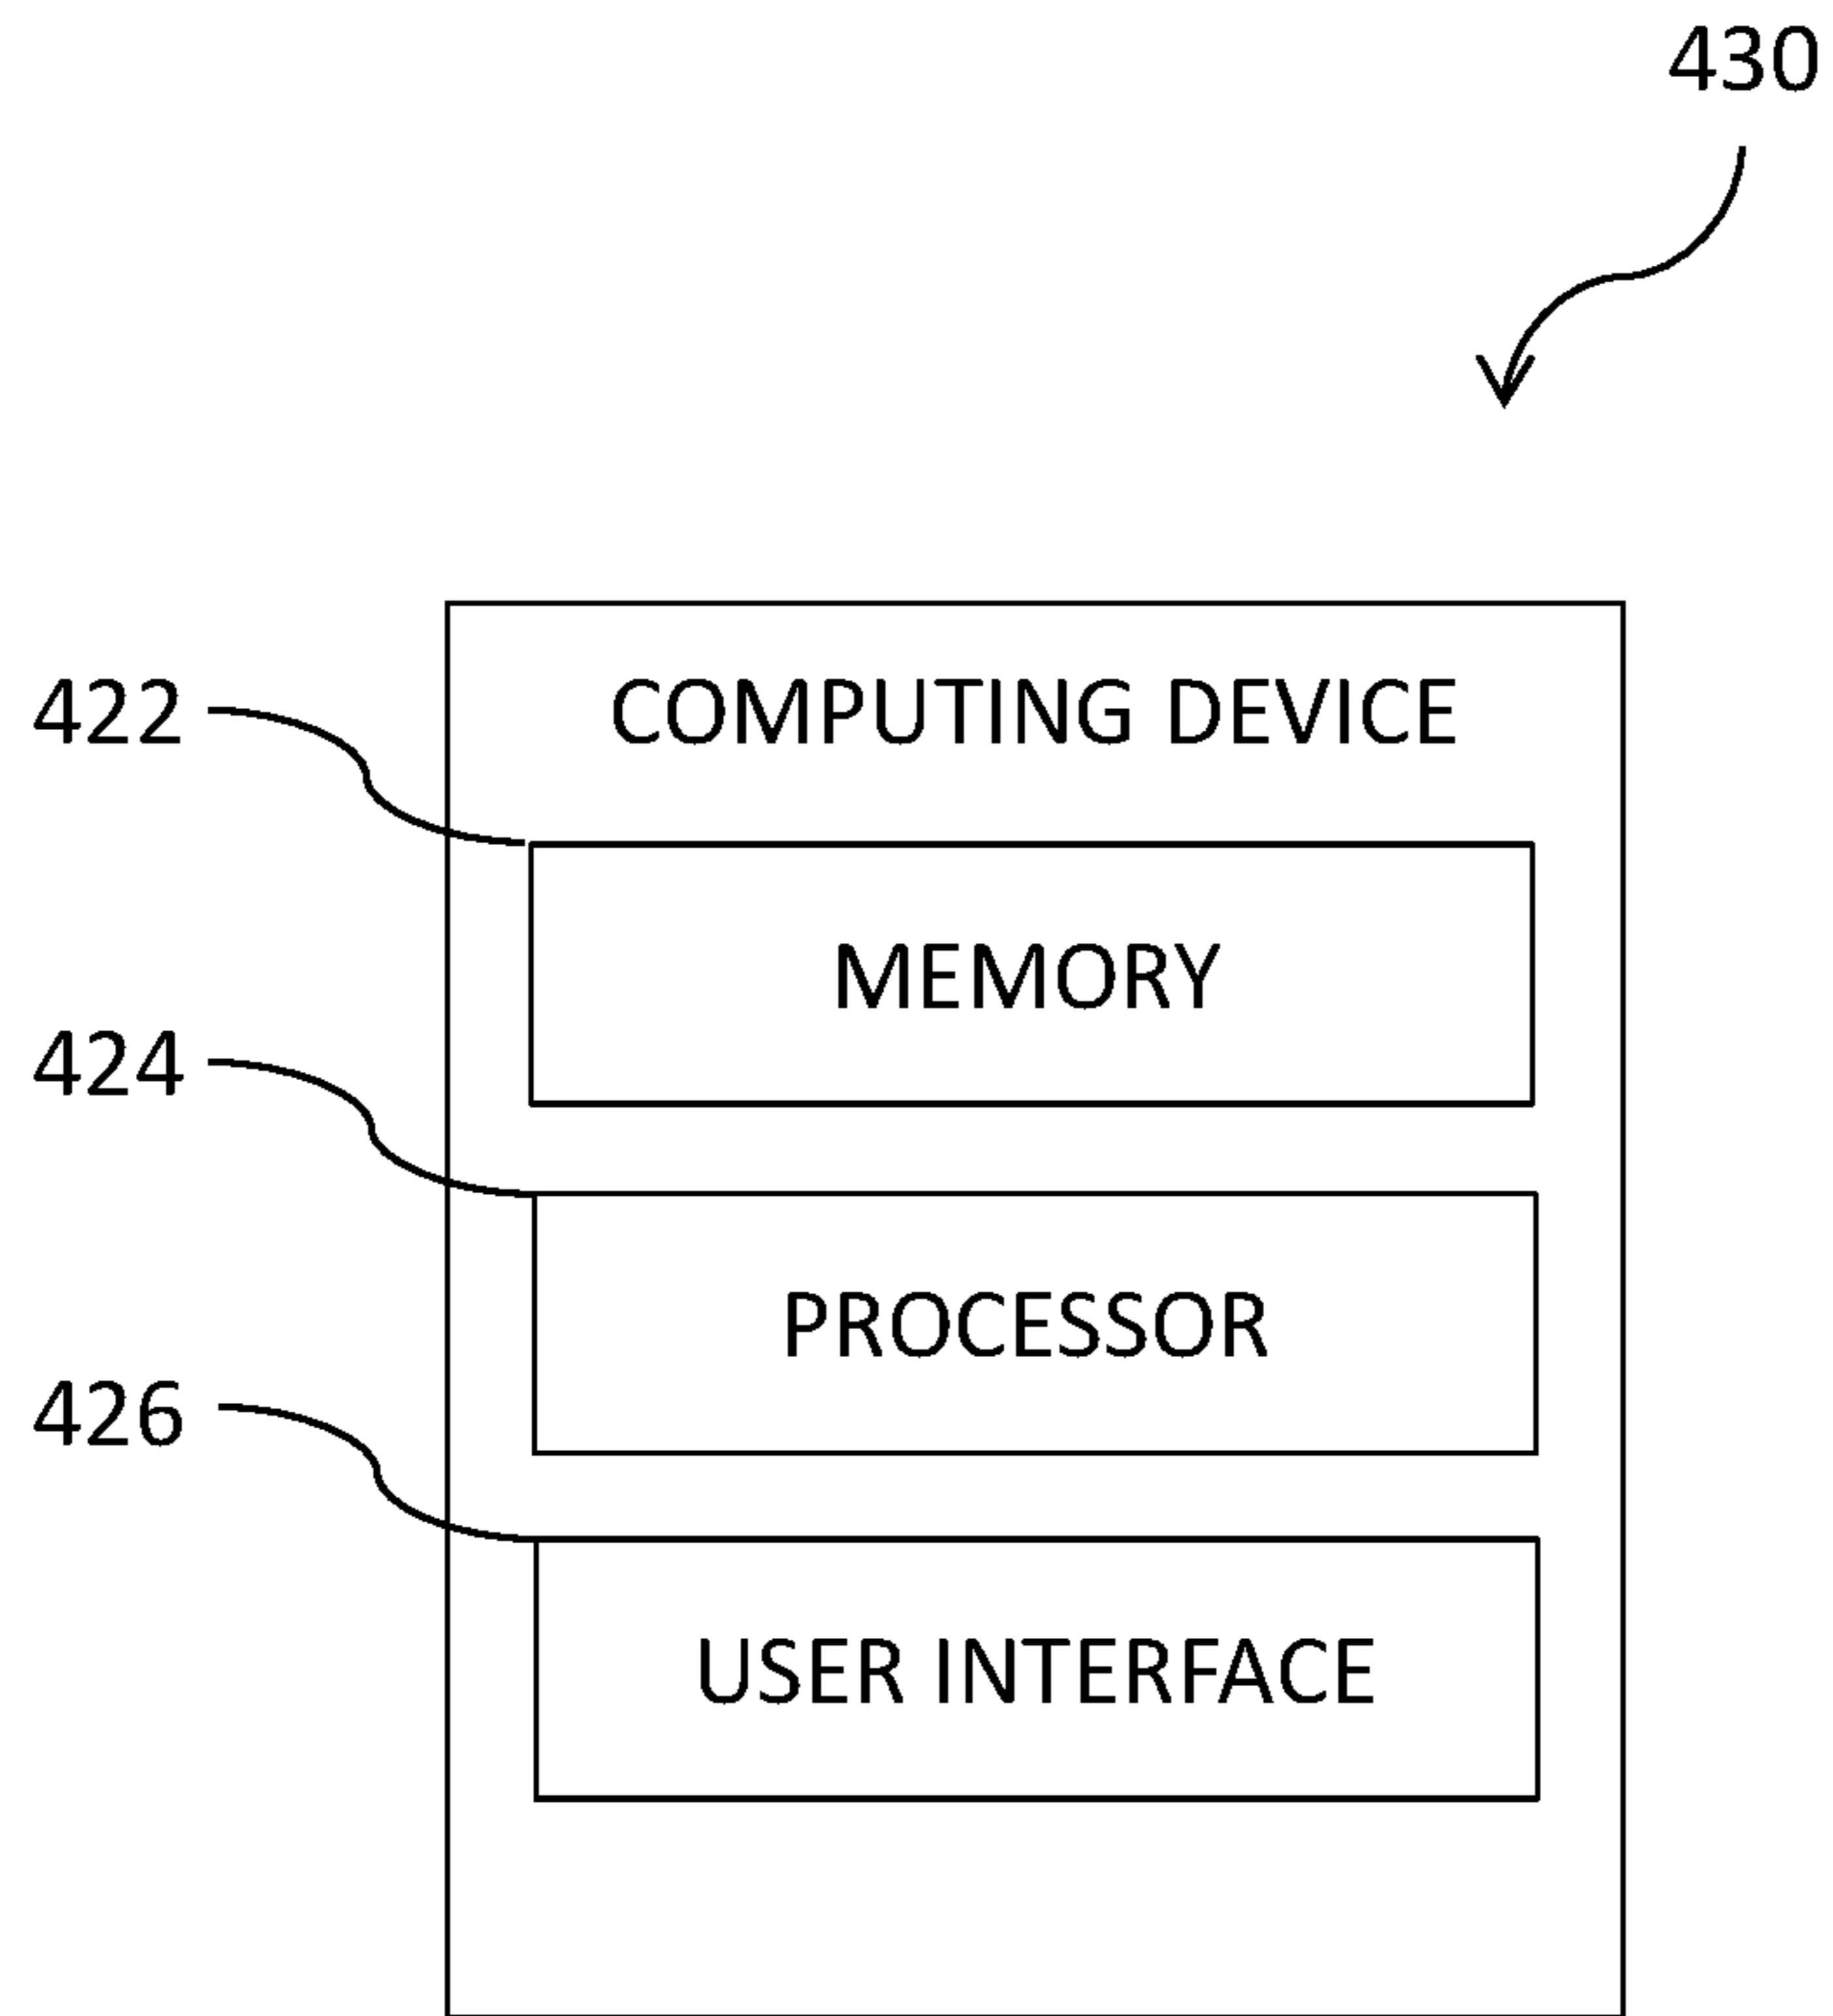 430
422
COMPUTING DEVICE
MEMORY
424
PROCESSOR
426
USER INTERFACE